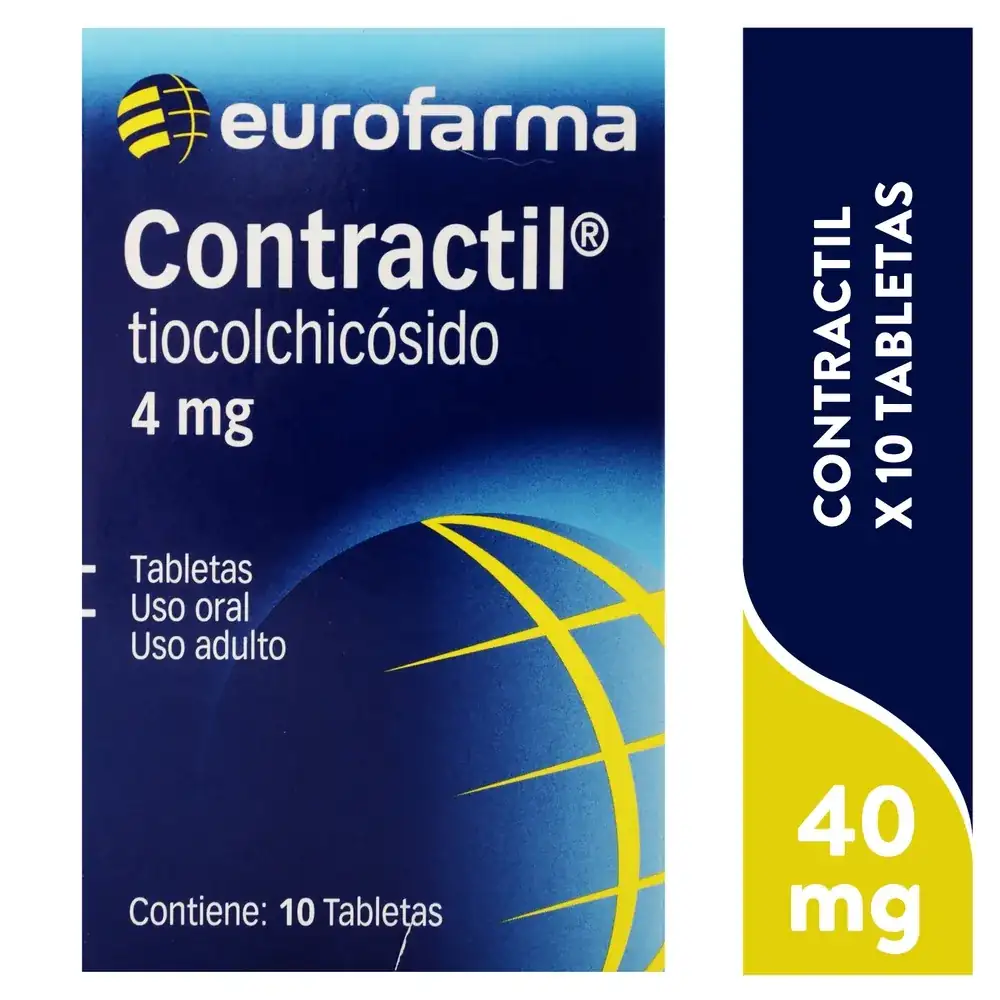 eurofarma
Contractil®
tiocolchicósido
4 mg
Tabletas
Uso oral
Uso adulto
Contiene: 10 Tabletas
CONTRACTIL
X 10 TABLETAS
40
mg